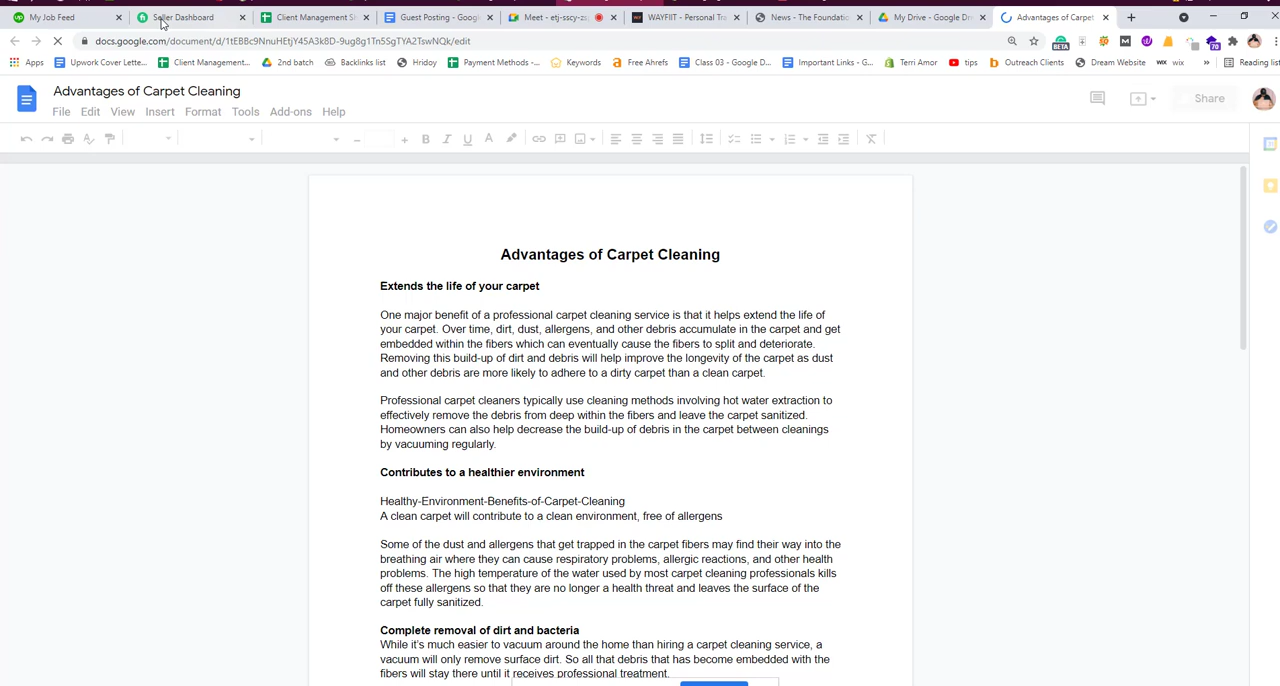 My Job Feed
Seller Dashboard
Client Management Sh
Guest Posting - Googl
Meet - etj-sscy-zs
WAYFIIT - Personal Tra
News - The Foundatio
My Drive - Google Dri
Advantages of Carpet
docs.google.com/document/d/1tEBBc9NnuHEtjY45A3k8D-9ug8g1Tn5SgTYA2TswNQk/edit
BETA
70
Apps
Upwork Cover Lette...
Client Management...
2nd batch
Backlinks list
Hridoy
Payment Methods -...
Keywords
Free Ahrefs
Class 03 - Google D...
Important Links - G...
Terri Amor
tips
Outreach Clients
Dream Website
WIX wix
»
Reading list
Advantages of Carpet Cleaning
File Edit View Insert Format Tools Add-ons Help
Share
Advantages of Carpet Cleaning
Extends the life of your carpet
One major benefit of a professional carpet cleaning service is that it helps extend the life of
your carpet. Over time, dirt, dust, allergens, and other debris accumulate in the carpet and get
embedded within the fibers which can eventually cause the fibers to split and deteriorate.
Removing this build-up of dirt and debris will help improve the longevity of the carpet as dust
and other debris are more likely to adhere to a dirty carpet than a clean carpet.
Professional carpet cleaners typically use cleaning methods involving hot water extraction to
effectively remove the debris from deep within the fibers and leave the carpet sanitized.
Homeowners can also help decrease the build-up of debris in the carpet between cleanings
by vacuuming regularly.
Contributes to a healthier environment
Healthy-Environment-Benefits-of-Carpet-Cleaning
A clean carpet will contribute to a clean environment, free of allergens
Some of the dust and allergens that get trapped in the carpet fibers may find their way into the
breathing air where they can cause respiratory problems, allergic reactions, and other health
problems. The high temperature of the water used by most carpet cleaning professionals kills
off these allergens so that they are no longer a health threat and leaves the surface of the
carpet fully sanitized.
Complete removal of dirt and bacteria
While it's much easier to vacuum around the home than hiring a carpet cleaning service, a
vacuum will only remove surface dirt. So all that debris that has become embedded with the
fibers will stay there until it receives professional treatment.